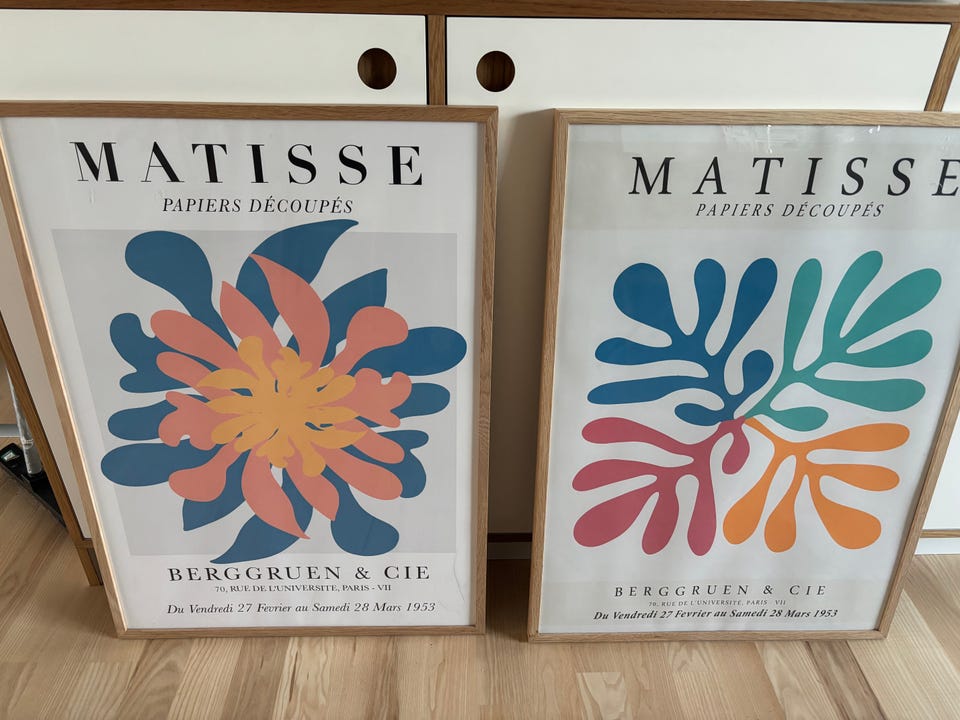 MATISSE
PAPIERS DÉCOUPÉS
BERGGRUEN & CIE
70, RUE DE L'UNIVERSITE, PARIS - VII
Du Vendredi 27 Fevrier au Samedi 28 Mars 1953
MATISSE
PAPIERS DÉCOUPÉS
BERGGRUEN & CIE
70, RUE DE L'UNIVERSITE, PARIS VII
Du Vendredi 27 Fevrier au Samedi 28 Mars 1953